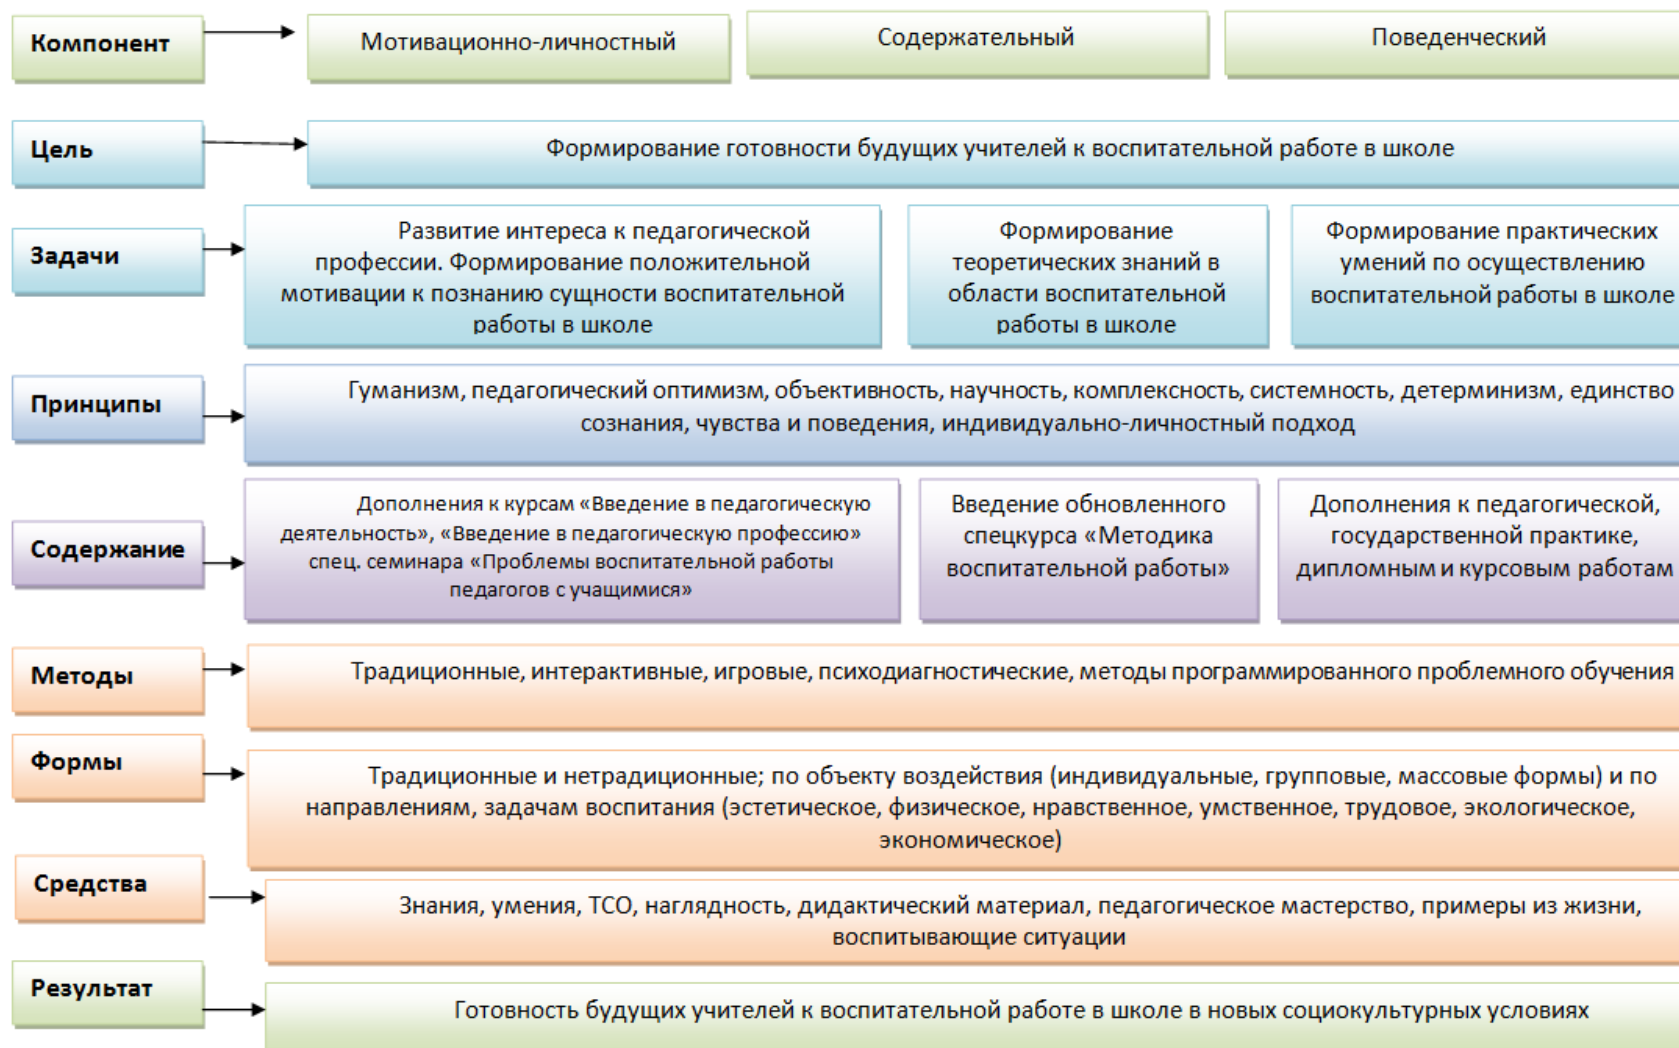 Компонент
Мотивационно-личностный
Содержательный
Поведенческий
Цель
Формирование готовности будущих учителей к воспитательной работе в школе
Задачи
Развитие интереса к педагогической
профессии. Формирование положительной
мотивации к познанию сущности воспитательной
работы в школе
Формирование
теоретических знаний в
области воспитательной
работы в школе
Формирование практических
умений по осуществлению
воспитательной работы в школе
Принципы
Гуманизм, педагогический оптимизм, объективность, научность, комплексность, системность, детерминизм, единство
сознания, чувства и поведения, индивидуально-личностный подход
Содержание
Дополнения к курсам «Введение в педагогическую
деятельность», «Введение в педагогическую профессию»
спец. семинара «Проблемы воспитательной работы
педагогов с учащимися»
Введение обновленного
спецкурса «Методика
воспитательной работы»
Дополнения к педагогической,
государственной практике,
дипломным и курсовым работам
Методы
Традиционные, интерактивные, игровые, психодиагностические, методы программированного проблемного обучения
Формы
Традиционные и нетрадиционные; по объекту воздействия (индивидуальные, групповые, массовые формы) и по
направлениям, задачам воспитания (эстетическое, физическое, нравственное, умственное, трудовое, экологическое,
экономическое)
Средства
Знания, умения, ТСО, наглядность, дидактический материал, педагогическое мастерство, примеры из жизни,
воспитывающие ситуации
Результат
Готовность будущих учителей к воспитательной работе в школе в новых социокультурных условиях